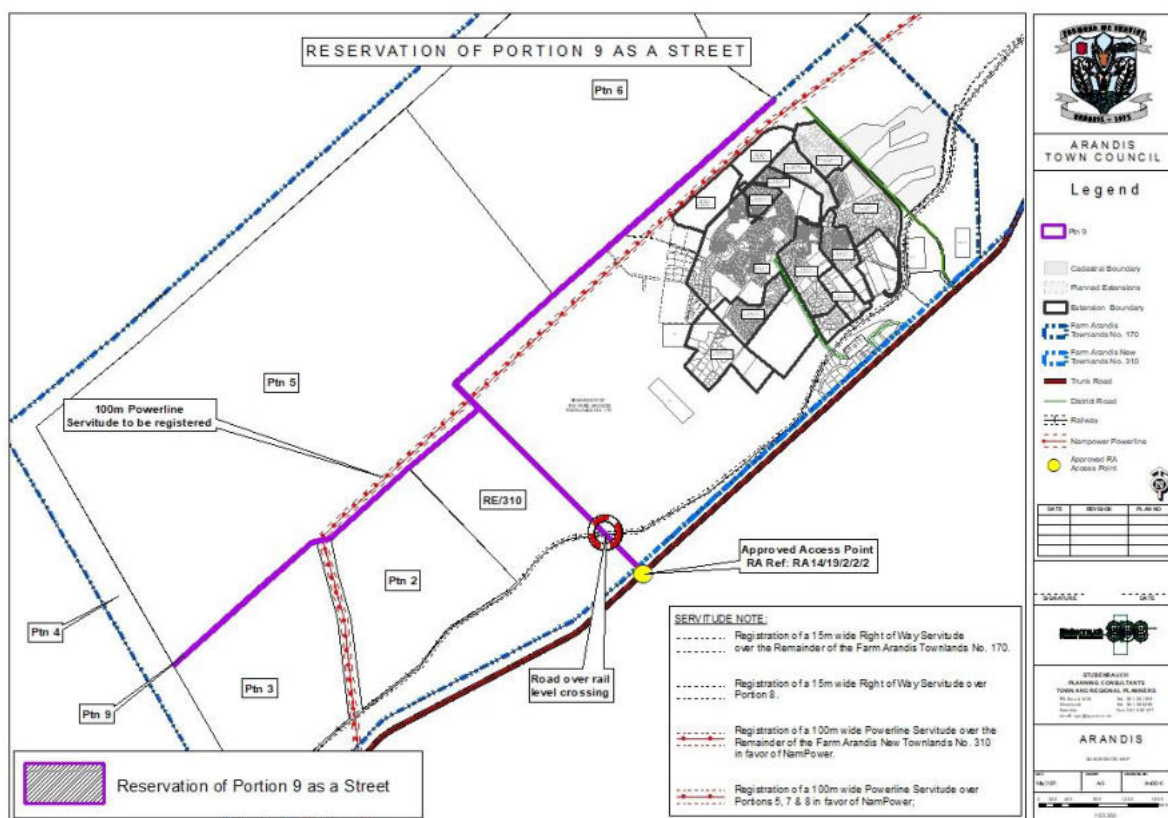 RESERVATION OF PORTION 9 AS A STREET
Ptn 6
Ptn 5
100m Powerline
Servitude to be registered
RE/310
Ptn 2
Approved Access Point
RA Ref: RA14/19/2/2/2
Ptn 4
Ptn 3
Ptn 9
Road over rail
level crossing
SERVITUDE NOTE:
Registration of a 15m wide Right of Way Servitude
over the Remainder of the Farm Arandis Townlands No. 170.
Registration of a 15m wide Right of Way Servitude over
Portion 8.
Registration of a 100m wide Powerline Servitude over the
Remainder of the Farm Arandis New Townlands No. 310
in favor of NamPower.
Registration of a 100m wide Powerline Servitude over
Portions 5, 7 & 8 in favor of NamPower;
Reservation of Portion 9 as a Street
ARANDIS
TOWN COUNCIL
Legend
Ptn 9
Cadastral Boundary
Planned Extensions
Extension Boundary
Farm Arandis
Townlands No. 170
Farm Arandis New
Townlands No. 310
Trunk Road
District Road
Railway
Nampower Powerline
Approved RA
Access Point
N
DATE
REVISION
PLAN NO
SIGNATURE
DATE
STUBENRAUCH
PLANNING CONSULTANTS
TOWN AND REGIONAL PLANNERS
ARANDIS